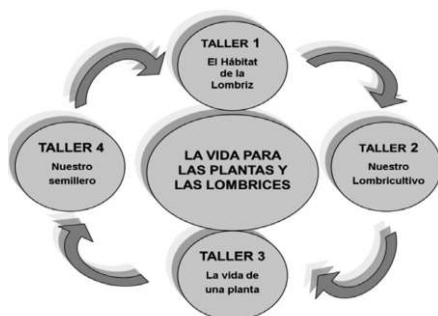 TALLER 1
El Hábitat
de la
Lombriz
TALLER 2
Nuestro
Lombricultivo
TALLER 3
La vida de
una planta
TALLER 4
Nuestro
semillero
LA VIDA PARA
LAS PLANTAS Y
LAS LOMBRICES